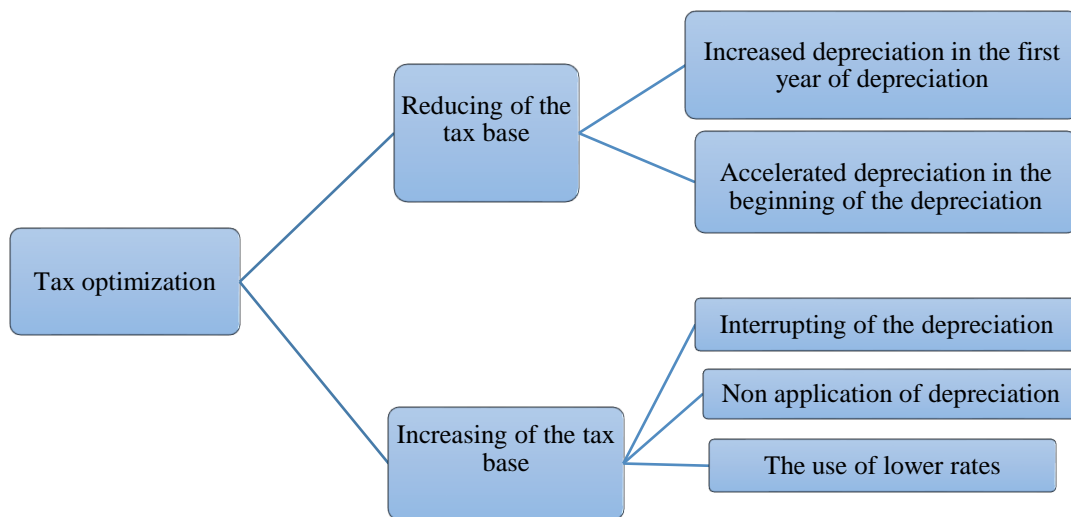 Tax optimization
Reducing of the
tax base
Increased depreciation in the first
year of depreciation
Accelerated depreciation in the
beginning of the depreciation
Increasing of the tax
base
Interrupting of the depreciation
Non application of depreciation
The use of lower rates